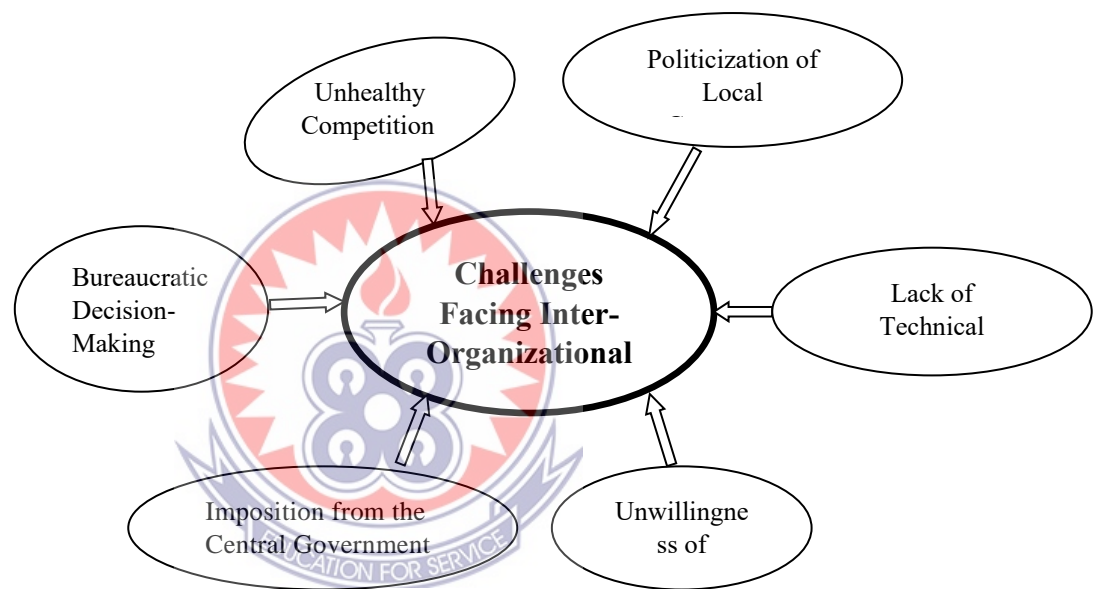 Unhealthy
Competition
Politicization of
Local
Bureaucratic
Decision-
Making
Challenges
Facing Inter-
Organizational
Lack of
Technical
Imposition from the
Central Government
Unwillingne
ss of
EDUCATION FOR SERVICE